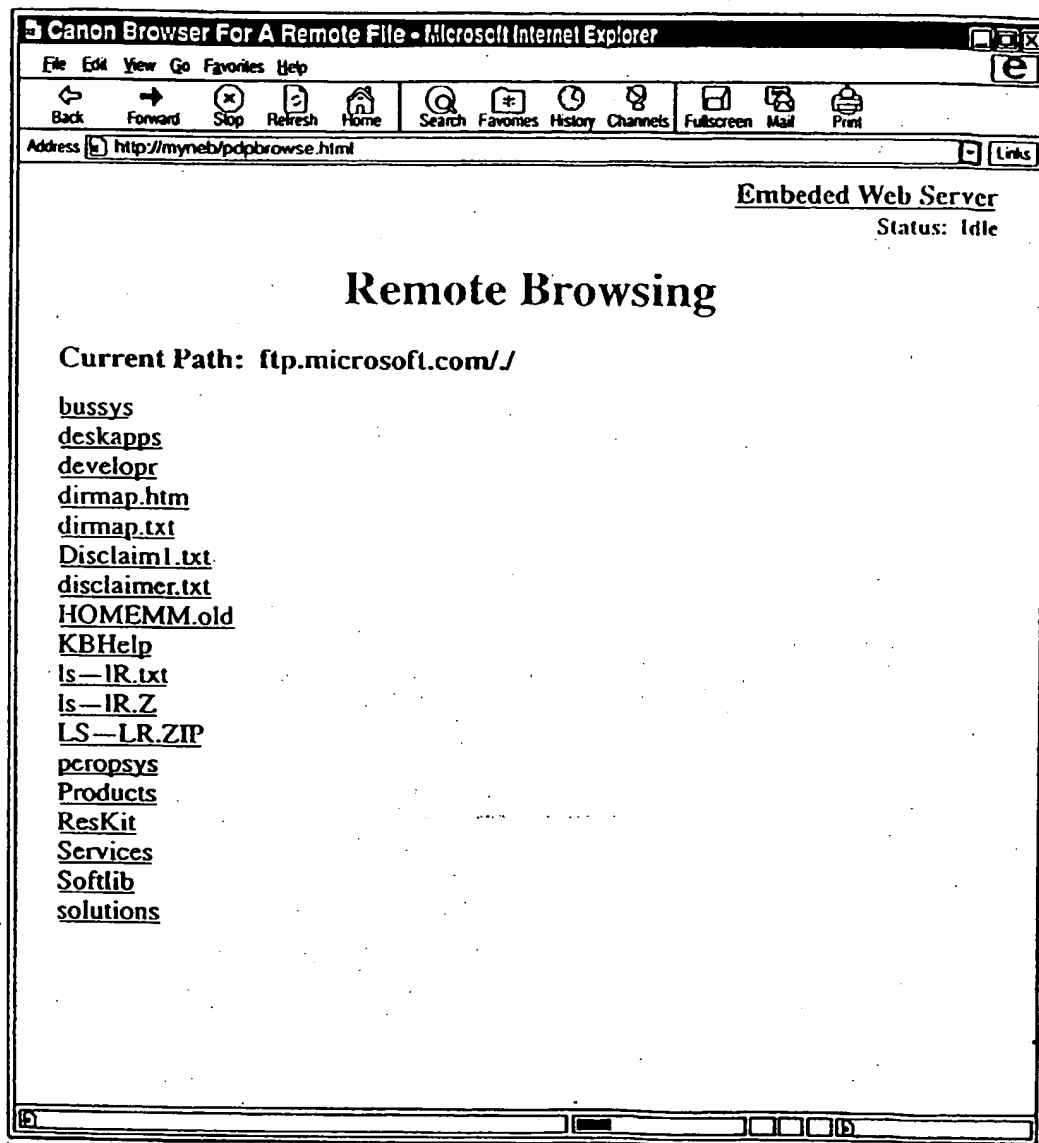 Canon Browser For A Remote File • Microsoft Internet Explorer
File Edit View Go Favorites Help
Back Forward Stop Refresh Home Search Favorites History Channels Fullscreen Mail Print
Address http://myneb/pdpbrowse.html Links
Embeded Web Server
Status: Idle
Remote Browsing
Current Path: ftp.microsoft.com/./
bussys
deskapps
developr
dirmap.htm
dirmap.txt
Disclaim1.txt
disclaimer.txt
HOMEMM.old
KBHelp
ls—lR.txt
ls—lR.Z
LS—LR.ZIP
peropsys
Products
ResKit
Services
Softlib
solutions